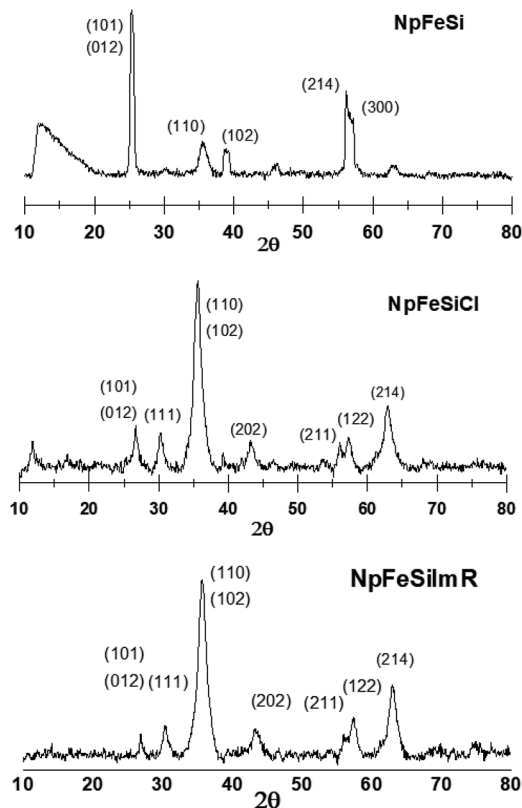 NpFeSi
(101)
(012)
(110)
(102)
(214)
(300)
10 20 30 40 50 60 70 80
2θ
NpFeSiCl
(110)
(102)
(101)
(012)
(111)
(202)
(211)
(122)
(214)
10 20 30 40 50 60 70 80
2θ
NpFeSiImR
(110)
(102)
(101)
(012)
(111)
(202)
(211)
(122)
(214)
10 20 30 40 50 60 70 80
2θ